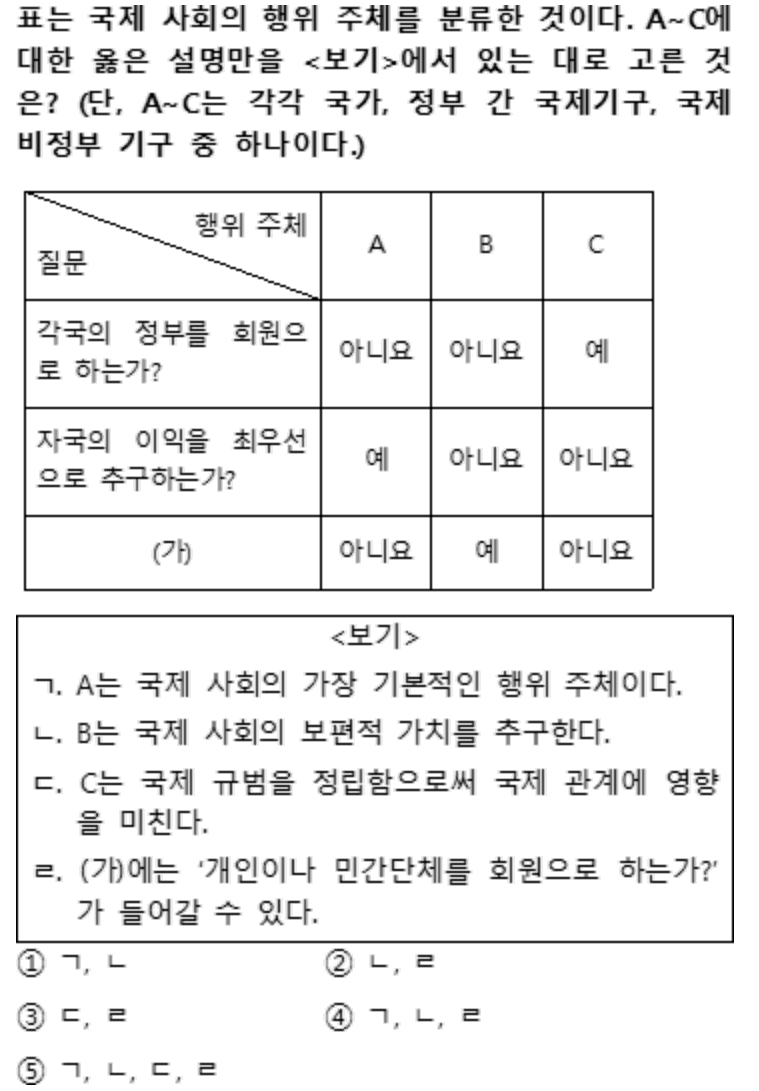 표는 국제 사회의 행위 주체를 분류한 것이다. A~C에
대한 옳은 설명만을 <보기>에서 있는 대로 고른 것
은? (단, A~C는 각각 국가, 정부 간 국제기구, 국제
비정부 기구 중 하나이다.)
행위 주체
질문
A
B
C
각국의 정부를 회원으
로 하는가?
아니요
아니요
예
자국의 이익을 최우선
으로 추구하는가?
예
아니요
아니요
(가)
아니요
예
아니요
<보기>
ㄱ. A는 국제 사회의 가장 기본적인 행위 주체이다.
ㄴ. B는 국제 사회의 보편적 가치를 추구한다.
ㄷ. C는 국제 규범을 정립함으로써 국제 관계에 영향
을 미친다.
ㄹ. (가)에는 ‘개인이나 민간단체를 회원으로 하는가?’
가 들어갈 수 있다.
① ㄱ, ㄴ
② ㄴ, ㄹ
③ ㄷ, ㄹ
④ ㄱ, ㄴ, ㄹ
⑤ ㄱ, ㄴ, ㄷ, ㄹ